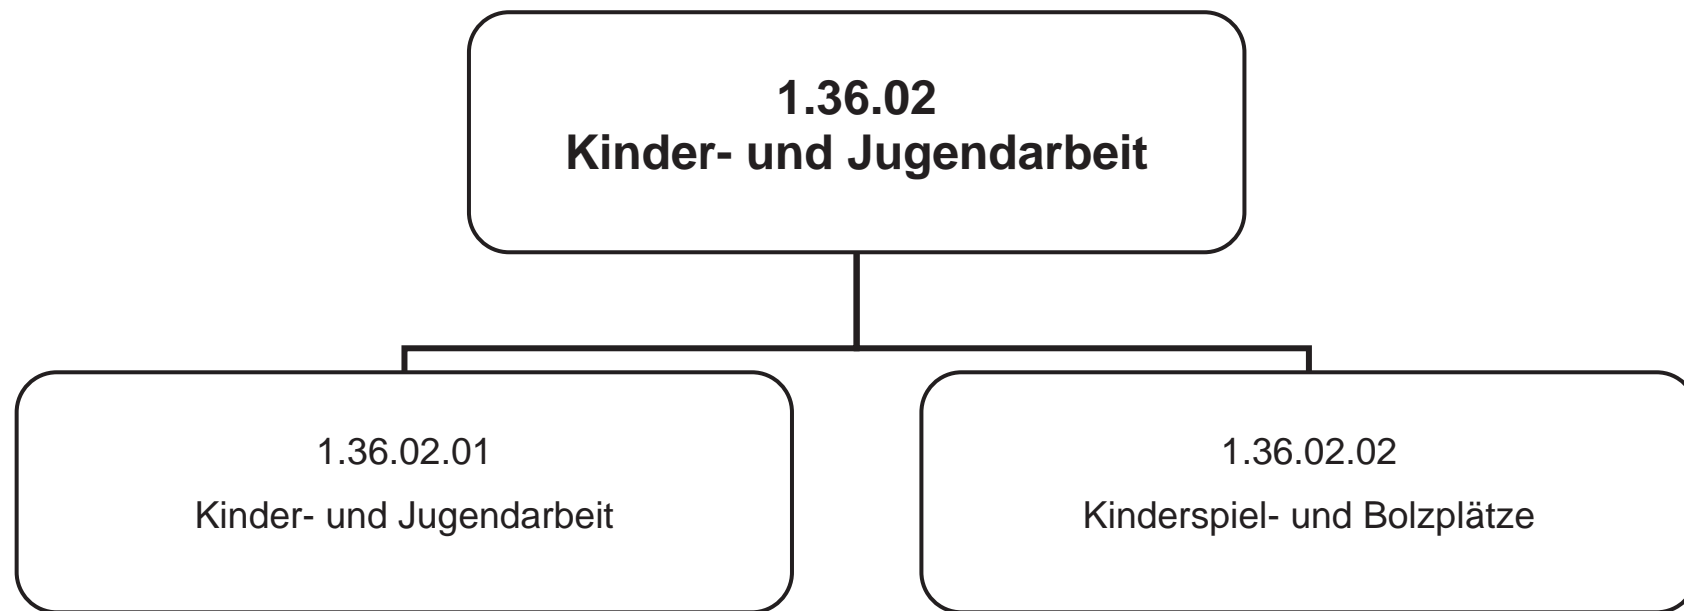 1.36.02
Kinder- und Jugendarbeit
1.36.02.01
Kinder- und Jugendarbeit
1.36.02.02
Kinderspiel- und Bolzplätze